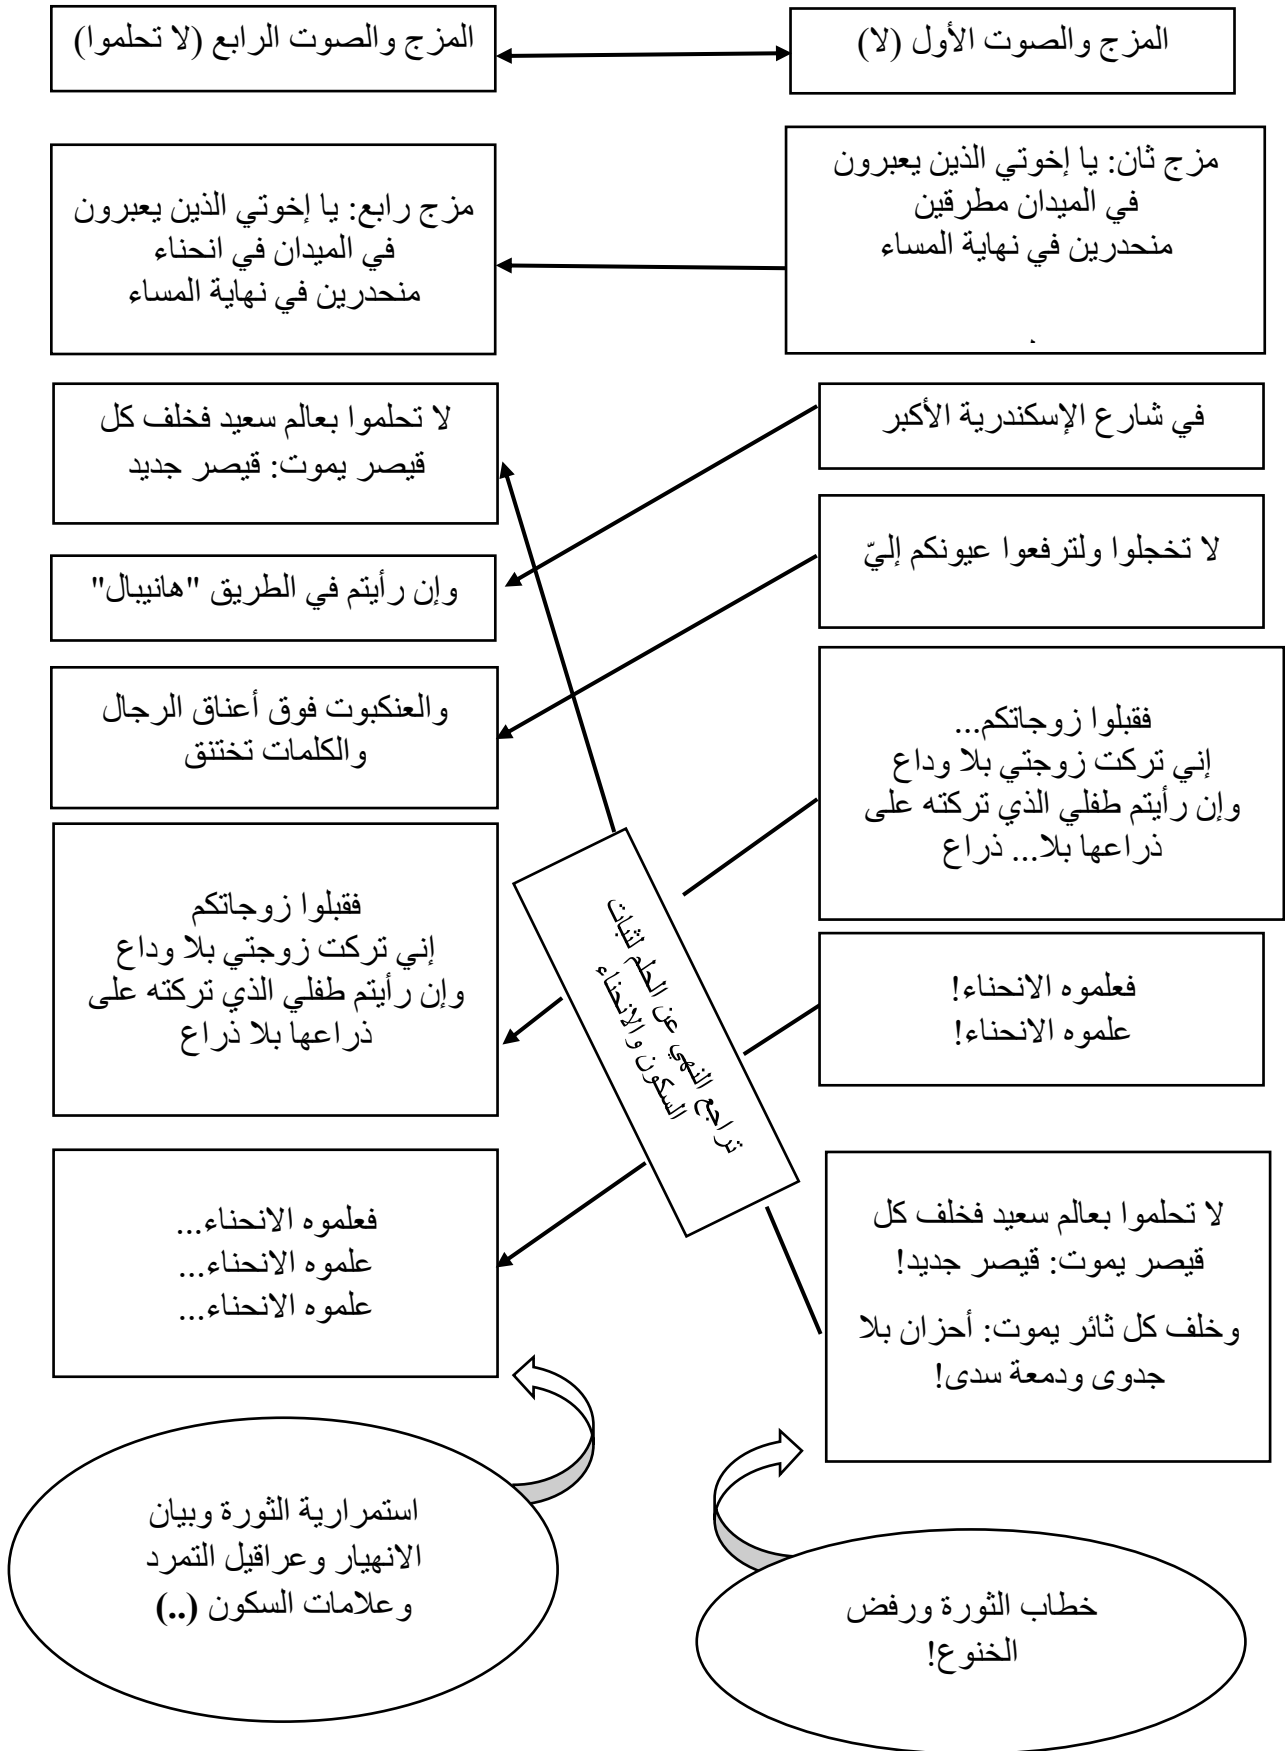 المزج والصوت الأول (لا)
المزج والصوت الرابع (لا تحلموا)
مزج ثان: يا إخوتي الذين يعبرون
في الميدان مطرقين
منحدرين في نهاية المساء
.
مزج رابع: يا إخوتي الذين يعبرون
في الميدان في انحناء
منحدرين في نهاية المساء
في شارع الإسكندرية الأكبر
لا تحلموا بعالم سعيد فخلف كل
قيصر يموت: قيصر جديد
لا تخجلوا ولترفعوا عيونكم إليّ
وإن رأيتم في الطريق "هانيبال"
فقبلوا زوجاتكم...
إني تركت زوجتي بلا وداع
وإن رأيتم طفلي الذي تركته على
ذراعها بلا... ذراع
والعنكبوت فوق أعناق الرجال
والكلمات تختنق
فعلموه الانحناء!
علموه الانحناء!
فقبلوا زوجاتكم
إني تركت زوجتي بلا وداع
وإن رأيتم طفلي الذي تركته على
ذراعها بلا ذراع
تراجع النهي عن الحلم لثبات
السكون والانحناء
لا تحلموا بعالم سعيد فخلف كل
قيصر يموت: قيصر جديد!
وخلف كل ثائر يموت: أحزان بلا
جدوى ودمعة سدى!
فعلموه الانحناء...
علموه الانحناء...
علموه الانحناء...
خطاب الثورة ورفض
الخنوع!
استمرارية الثورة وبيان
الانهيار وعراقيل التمرد
وعلامات السكون (..)